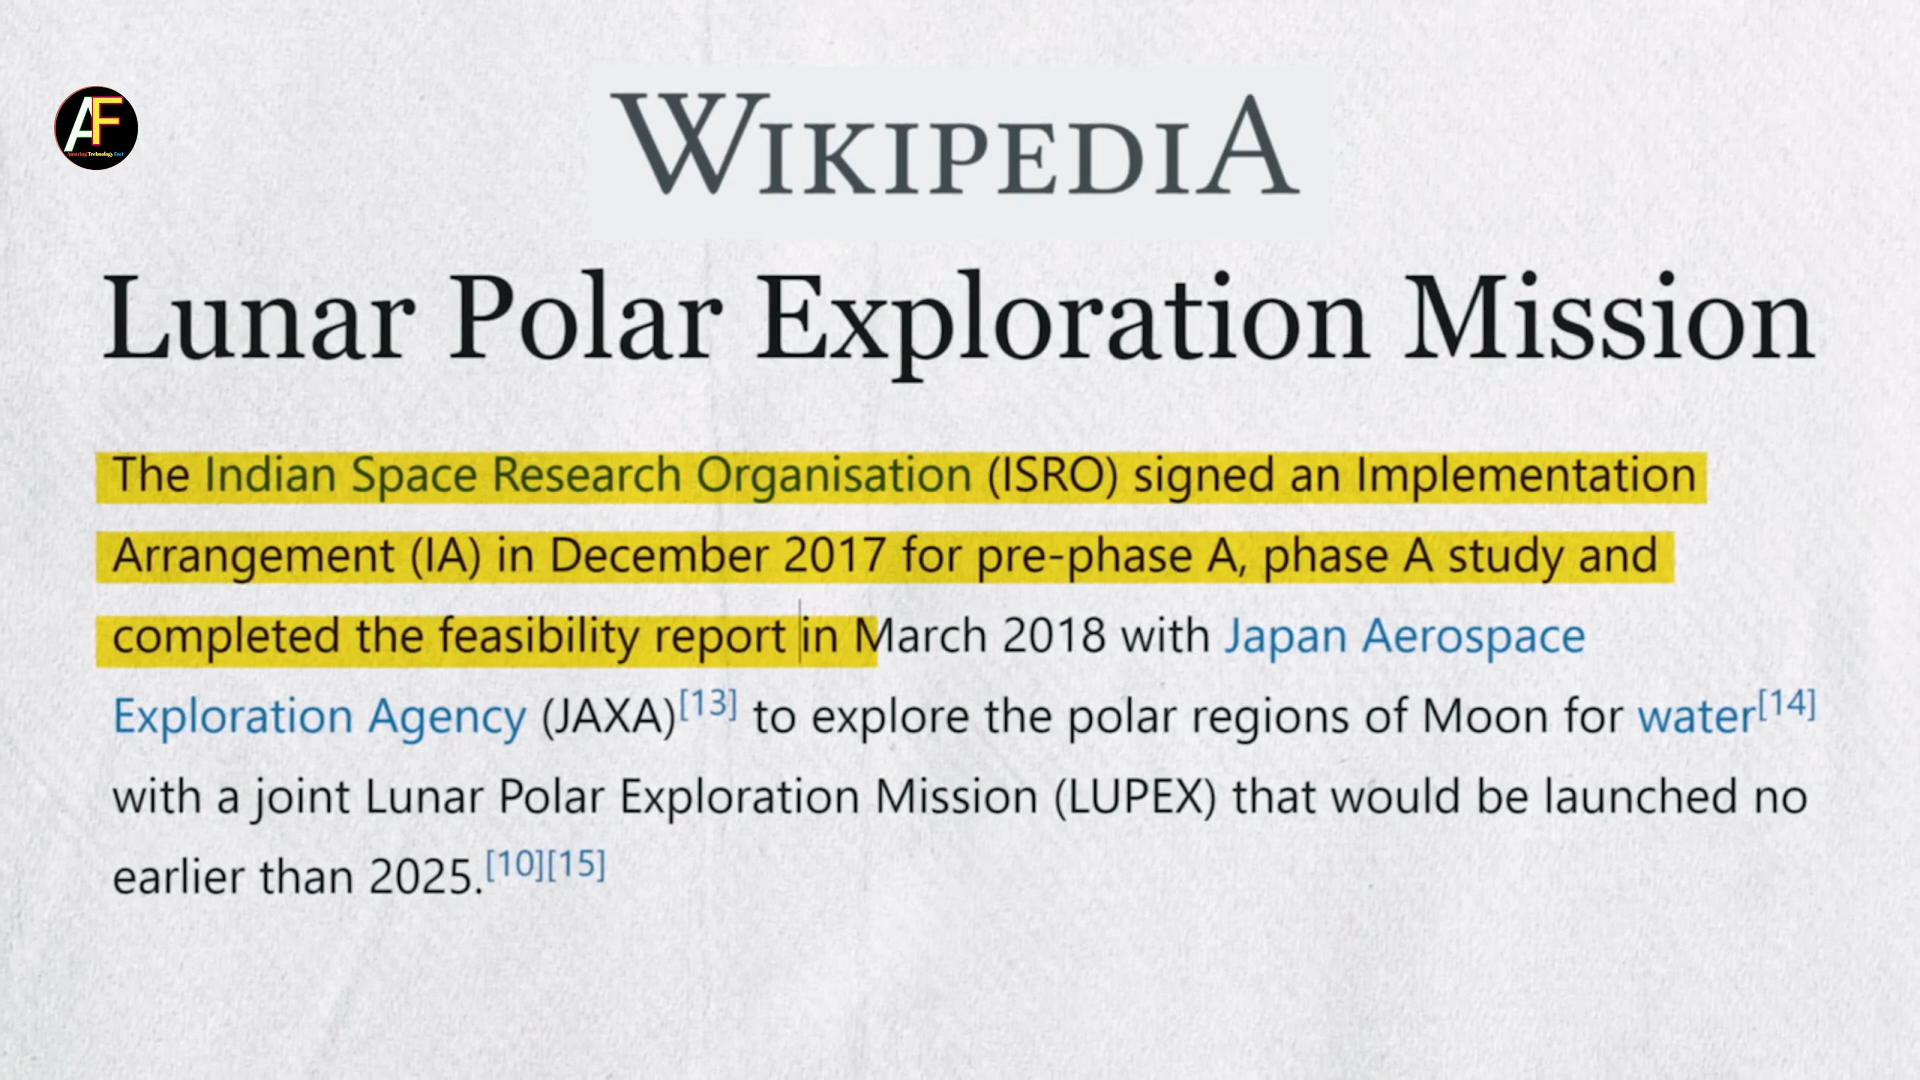 AF
Amazing Technology Fact
WIKIPEDIA
Lunar Polar Exploration Mission
The Indian Space Research Organisation (ISRO) signed an Implementation
Arrangement (IA) in December 2017 for pre-phase A, phase A study and
completed the feasibility report in March 2018 with Japan Aerospace
Exploration Agency (JAXA)[13] to explore the polar regions of Moon for water[14]
with a joint Lunar Polar Exploration Mission (LUPEX) that would be launched no
earlier than 2025.[10][15]